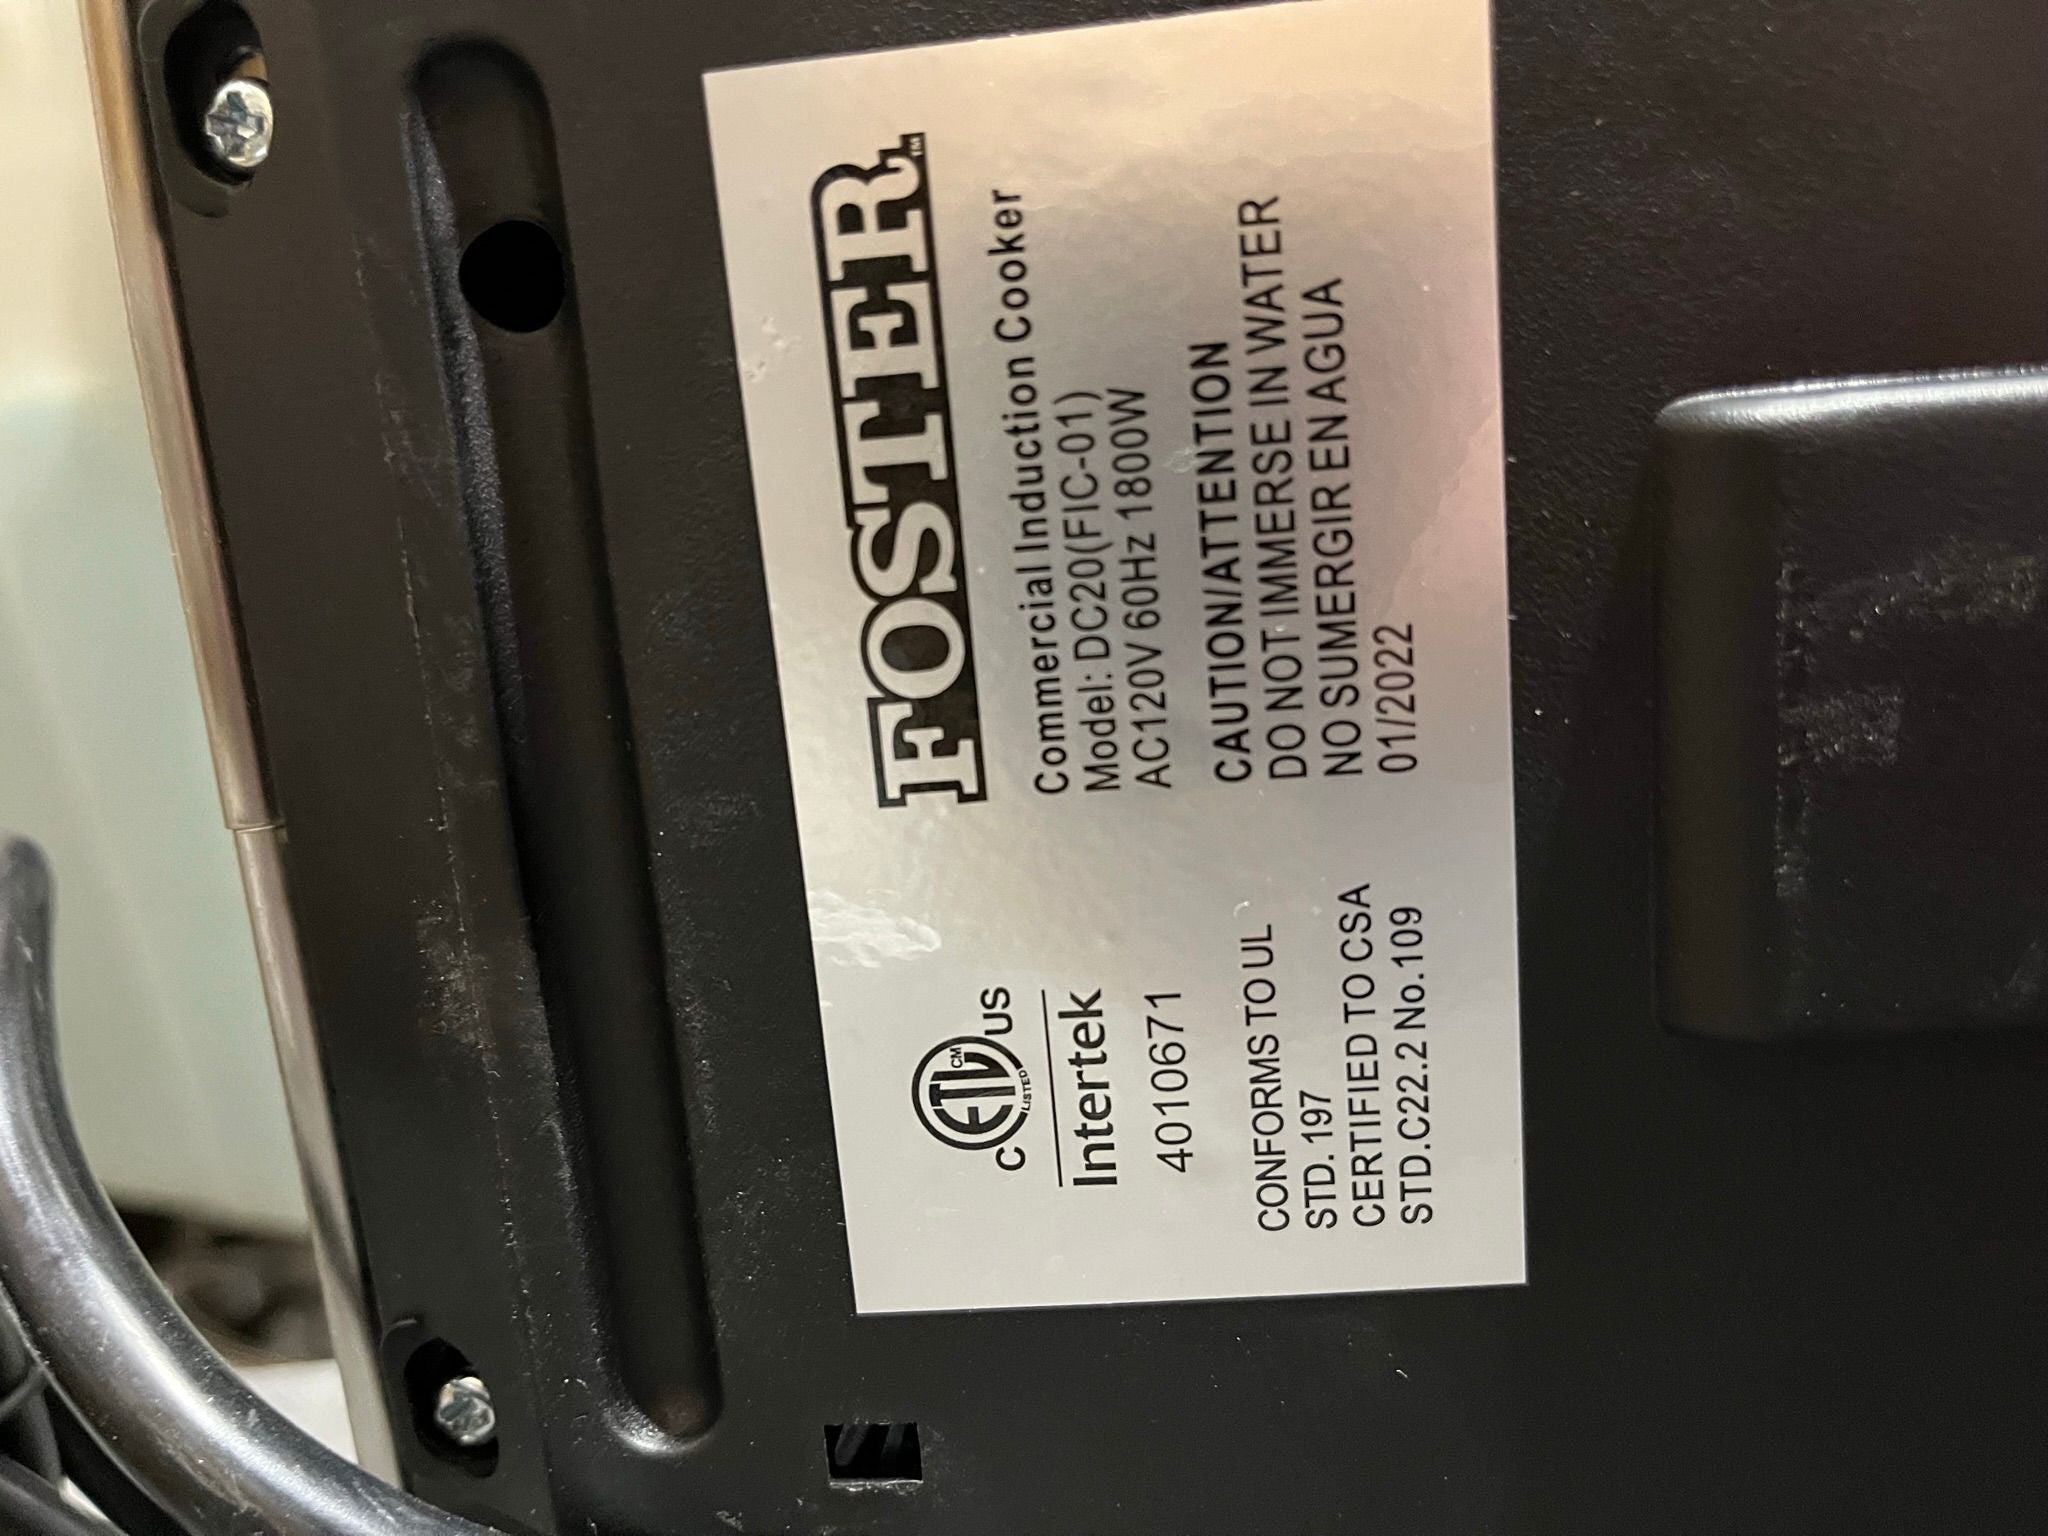 FOSTER™
Commercial Induction Cooker
Model: DC20(FIC-01)
AC120V 60Hz 1800W
CAUTION/ATTENTION
DO NOT IMMERSE IN WATER
NO SUMERGIR EN AGUA
01/2022
C ETL CM US
LISTED
Intertek
4010671
CONFORMS TO UL
STD. 197
CERTIFIED TO CSA
STD.C22.2 No.109